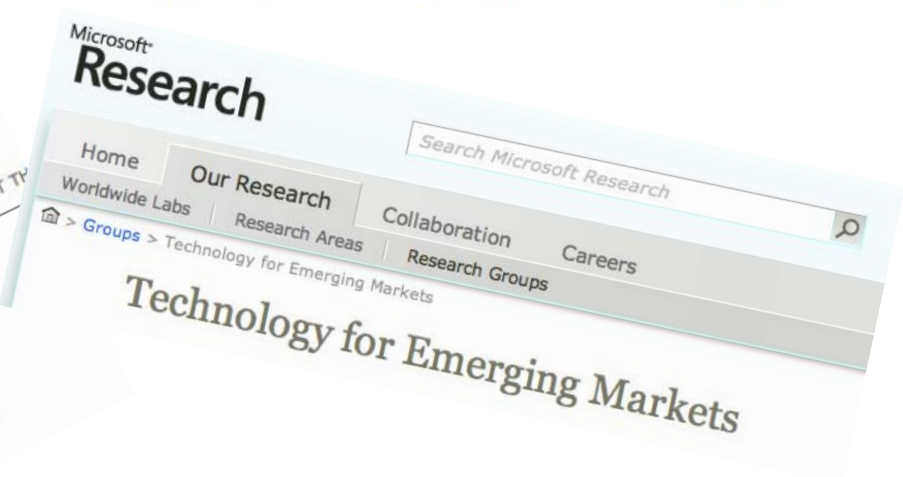 Microsoft
Research
Search Microsoft Research
Home Our Research Collaboration Careers
Worldwide Labs Research Areas Research Groups
> Groups > Technology for Emerging Markets
Technology for Emerging Markets